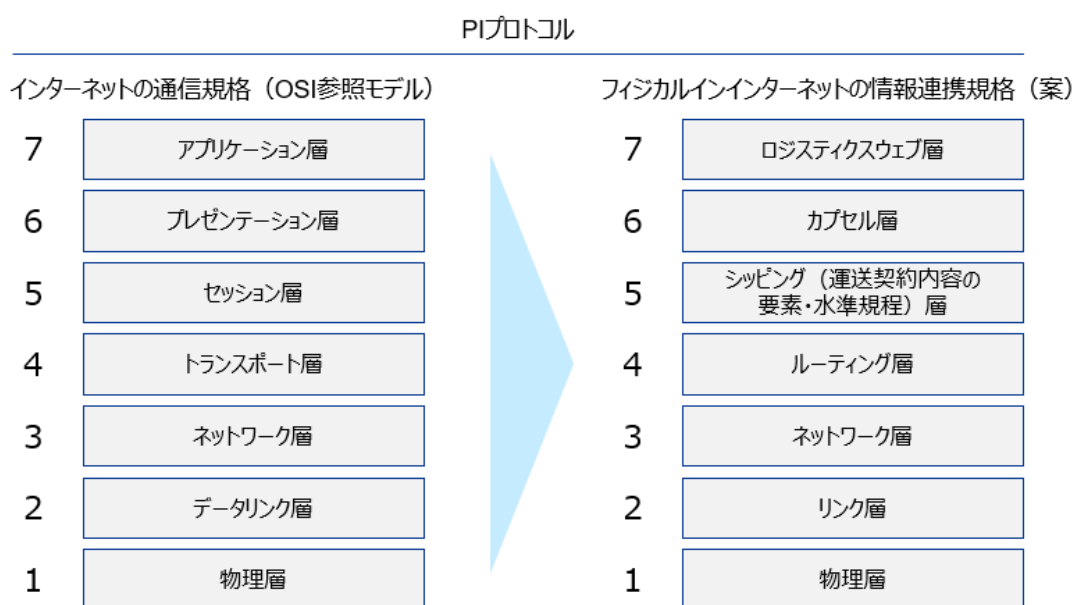 PIプロトコル
インターネットの通信規格（OSI参照モデル）
7 アプリケーション層
6 プレゼンテーション層
5 セッション層
4 トランスポート層
3 ネットワーク層
2 データリンク層
1 物理層
フィジカルインインターネットの情報連携規格（案）
7 ロジスティクスウェブ層
6 カプセル層
5 シッピング（運送契約内容の
要素・水準規程）層
4 ルーティング層
3 ネットワーク層
2 リンク層
1 物理層